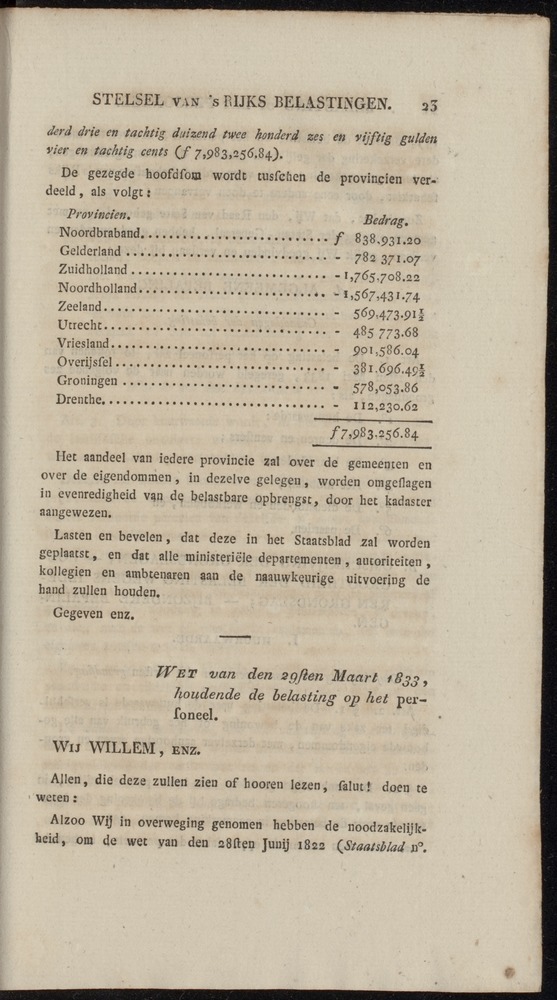 STELSEL VAN 's RIJKS BELASTINGEN. 23
derd drie en tachtig duizend twee honderd zes en vijftig gulden
vier en tachtig cents (ƒ 7,983,256.84).
De gezegde hoofdſom wordt tusſchen de provincien ver-
deeld, als volgt:
Provincien. Bedrag.
Noordbraband. . . . . . . . . . . . . . . . . . . . . . ƒ 838,931.20
Gelderland . . . . . . . . . . . . . . . . . . . . . . . - 782 371.07
Zuidholland . . . . . . . . . . . . . . . . . . . . . . - 1,765,708.22
Noordholland. . . . . . . . . . . . . . . . . . . . . . - 1,567,431.74
Zeeland. . . . . . . . . . . . . . . . . . . . . . . . . - 569,473.91½
Utrecht. . . . . . . . . . . . . . . . . . . . . . . . . - 485 773.68
Vriesland. . . . . . . . . . . . . . . . . . . . . . . . - 901,586.04
Overijsſel . . . . . . . . . . . . . . . . . . . . . . . - 381.696.49½
Groningen . . . . . . . . . . . . . . . . . . . . . . . - 578,053.86
Drenthe. . . . . . . . . . . . . . . . . . . . . . . . . - 112,230.62
ƒ 7,983,256.84
Het aandeel van iedere provincie zal over de gemeenten en
over de eigendommen, in dezelve gelegen, worden omgeſlagen
in evenredigheid van de belastbare opbrengst, door het kadaster
aangewezen.
Lasten en bevelen, dat deze in het Staatsblad zal worden
geplaatst, en dat alle ministeriële departementen, autoriteiten,
kollegien en ambtenaren aan de naauwkeurige uitvoering de
hand zullen houden.
Gegeven enz.
WET van den 29ſten Maart 1833,
houdende de belasting op het per-
ſoneel.
WIJ WILLEM, ENZ.
Allen, die deze zullen zien of hooren lezen, ſalut! doen te
weten:
Alzoo Wij in overweging genomen hebben de noodzakelijk-
heid, om de wet van den 28ſten Junij 1822 (Staatsblad n°.